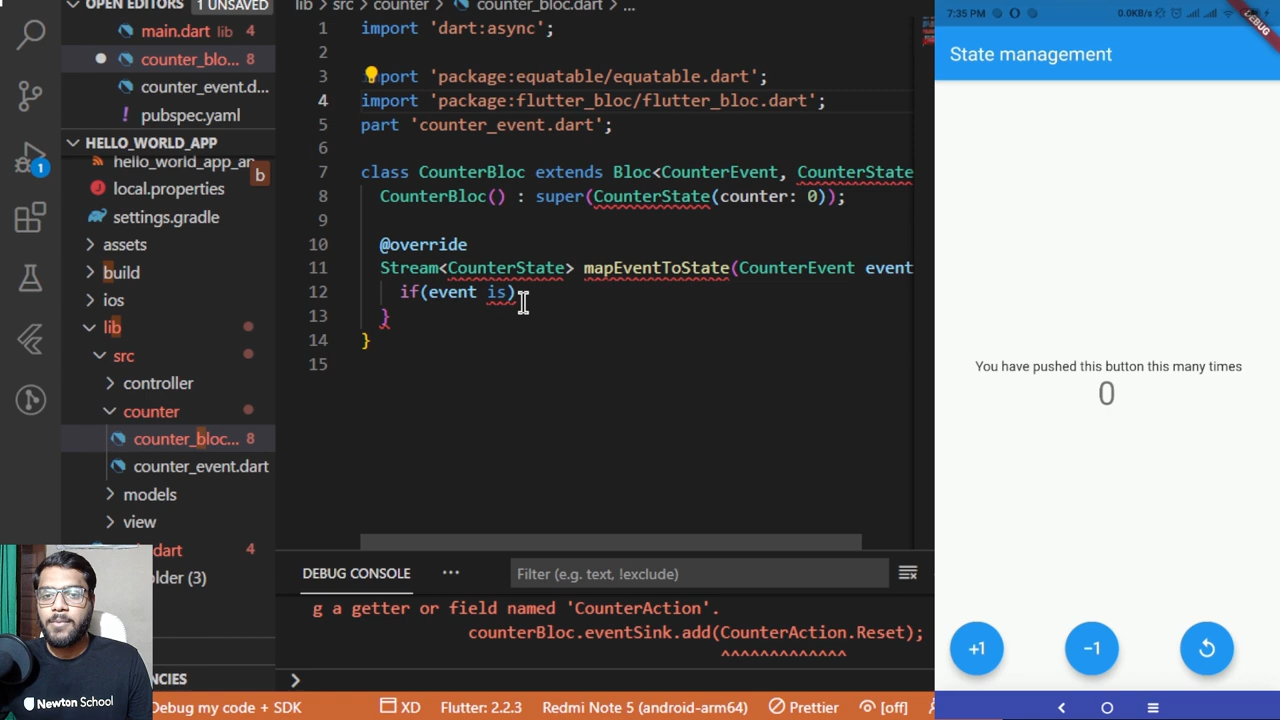 OPEN EDITORS 1 UNSAVED
main.dart lib 4
counter_blo... 8
counter_event.d...
! pubspec.yaml
HELLO_WORLD_APP
hello_world_app_an
b
local.properties
settings.gradle
assets
build
ios
lib
src
controller
counter
counter_bloc... 8
counter_event.dart
models
view
dart 4
older (3)
NCIES
1
lib > src > counter > counter_bloc.dart > ...
1 import 'dart:async';
2
3 port 'package:equatable/equatable.dart';
4 import 'package:flutter_bloc/flutter_bloc.dart';
5 part 'counter_event.dart';
6
7 class CounterBloc extends Bloc<CounterEvent, CounterState
8 CounterBloc() : super(CounterState(counter: 0));
9
10 @override
11 Stream<CounterState> mapEventToState(CounterEvent event
12 if(event is)
13 }
14 }
15
DEBUG CONSOLE ... Filter (e.g. text, !exclude)
g a getter or field named 'CounterAction'.
counterBloc.eventSink.add(CounterAction.Reset);
^^^^^^^^^^^^^
>
Debug my code + SDK XD Flutter: 2.2.3 Redmi Note 5 (android-arm64) Prettier [off]
Newton School
7:35 PM 0.0KB/s
DEBUG
State management
You have pushed this button this many times
0
+1 -1